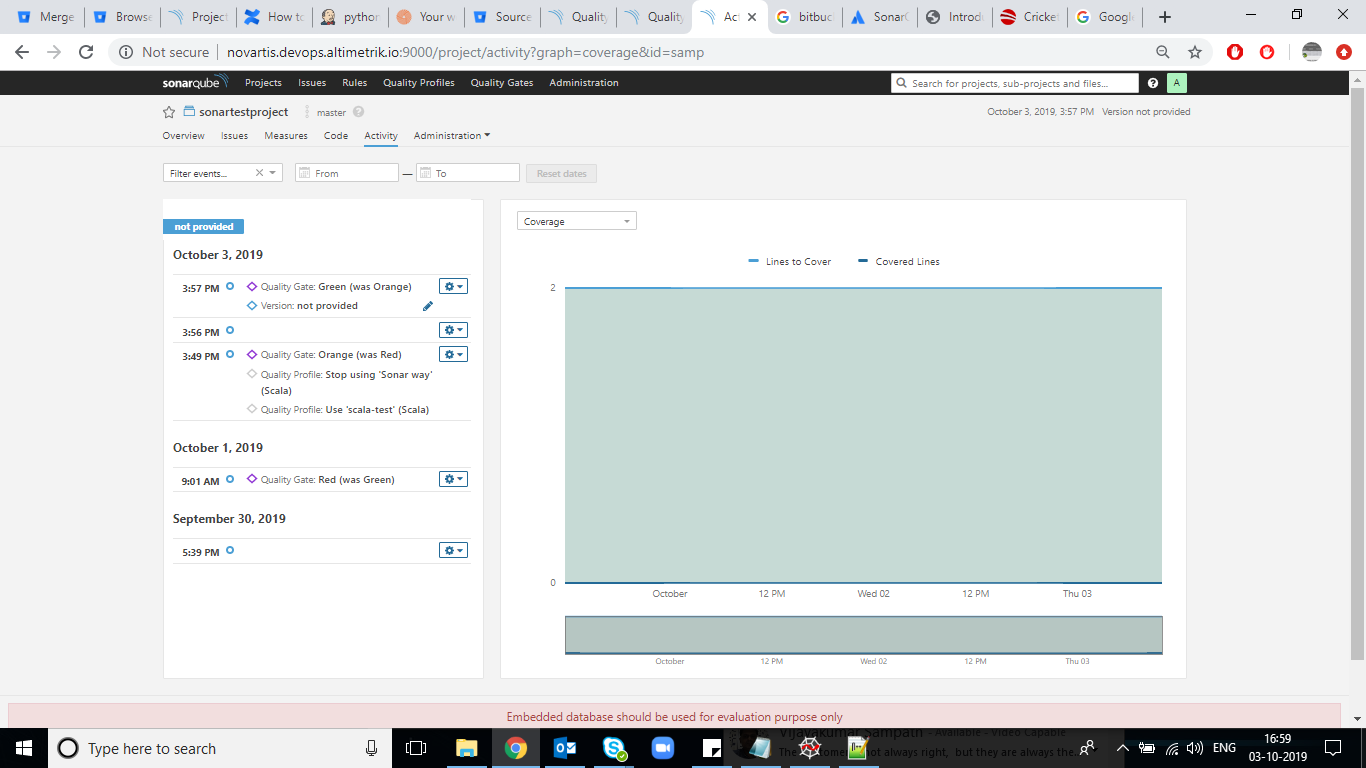 Merge
Browse
Project
How to
python
Your w
Source
Quality
Quality
Act
bitbuc
SonarQ
Introdu
Cricket
Google
Not secure
novartis.devops.altimetrik.io:9000/project/activity?graph=coverage&id=samp
sonarqube Projects Issues Rules Quality Profiles Quality Gates Administration
Search for projects, sub-projects and files...
? A
sonartestproject master ?
October 3, 2019, 3:57 PM Version not provided
Overview Issues Measures Code Activity Administration
Filter events... From — To Reset dates
not provided
October 3, 2019
3:57 PM Quality Gate: Green (was Orange)
Version: not provided
3:56 PM
3:49 PM Quality Gate: Orange (was Red)
Quality Profile: Stop using 'Sonar way'
(Scala)
Quality Profile: Use 'scala-test' (Scala)
October 1, 2019
9:01 AM Quality Gate: Red (was Green)
September 30, 2019
5:39 PM
Coverage
Lines to Cover Covered Lines
2
0
October 12 PM Wed 02 12 PM Thu 03
October 12 PM Wed 02 12 PM Thu 03
Embedded database should be used for evaluation purpose only
Type here to search
Vijayakumar Sampath - Available - Video Capable
not always right, but they are always the...
ENG
16:59
03-10-2019